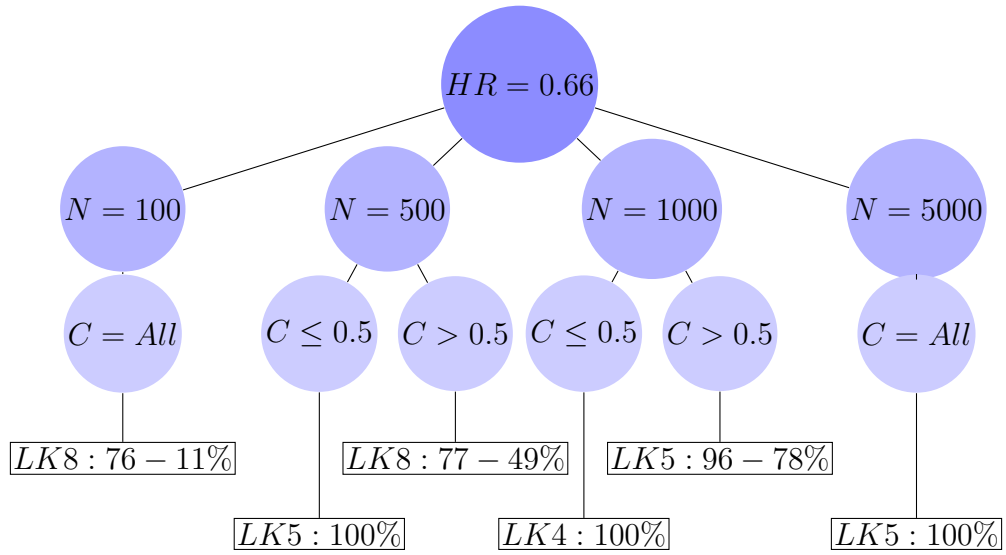 HR = 0.66
N = 100
N = 500
N = 1000
N = 5000
C = All
C ≤ 0.5
C > 0.5
C ≤ 0.5
C > 0.5
C = All
LK8 : 76 − 11%
LK8 : 77 − 49%
LK5 : 96 − 78%
LK5 : 100%
LK4 : 100%
LK5 : 100%